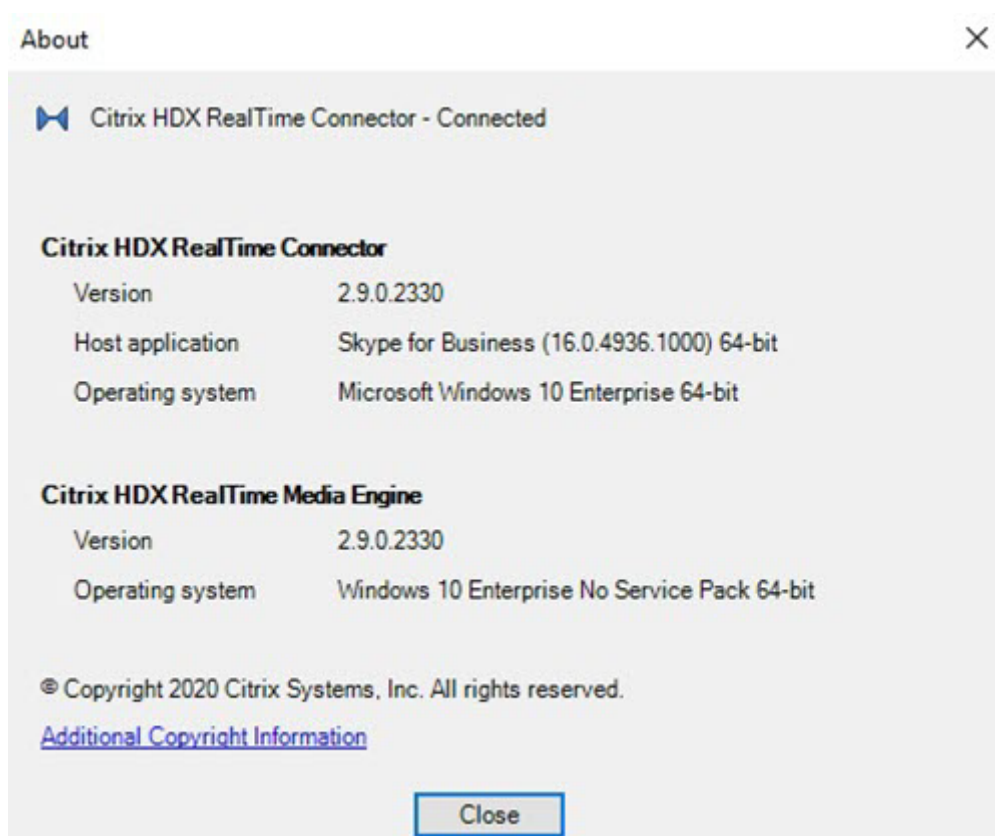 About
Citrix HDX RealTime Connector - Connected
Citrix HDX RealTime Connector
Version 2.9.0.2330
Host application Skype for Business (16.0.4936.1000) 64-bit
Operating system Microsoft Windows 10 Enterprise 64-bit
Citrix HDX RealTime Media Engine
Version 2.9.0.2330
Operating system Windows 10 Enterprise No Service Pack 64-bit
© Copyright 2020 Citrix Systems, Inc. All rights reserved.
Additional Copyright Information
Close